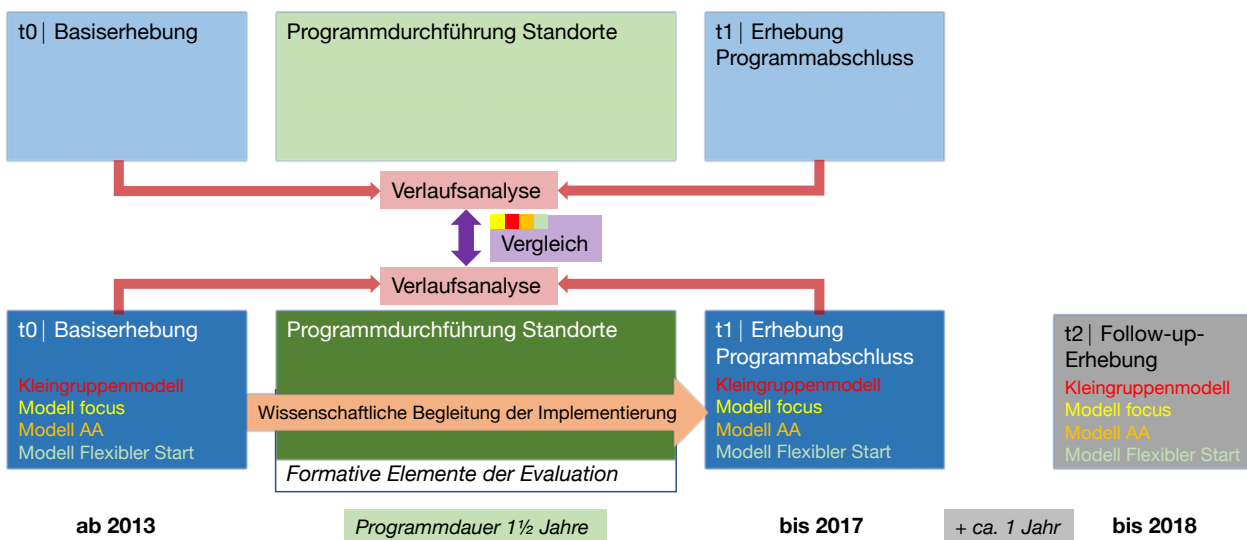 t0 | Basiserhebung
Programmdurchführung Standorte
t1 | Erhebung
Programmabschluss
Verlaufsanalyse
Vergleich
Verlaufsanalyse
t0 | Basiserhebung
Kleingruppenmodell
Modell focus
Modell AA
Modell Flexibler Start
Programmdurchführung Standorte
Wissenschaftliche Begleitung der Implementierung
Formative Elemente der Evaluation
t1 | Erhebung
Programmabschluss
Kleingruppenmodell
Modell focus
Modell AA
Modell Flexibler Start
t2 | Follow-up-
Erhebung
Kleingruppenmodell
Modell focus
Modell AA
Modell Flexibler Start
ab 2013
Programmdauer 1½ Jahre
bis 2017
+ ca. 1 Jahr
bis 2018